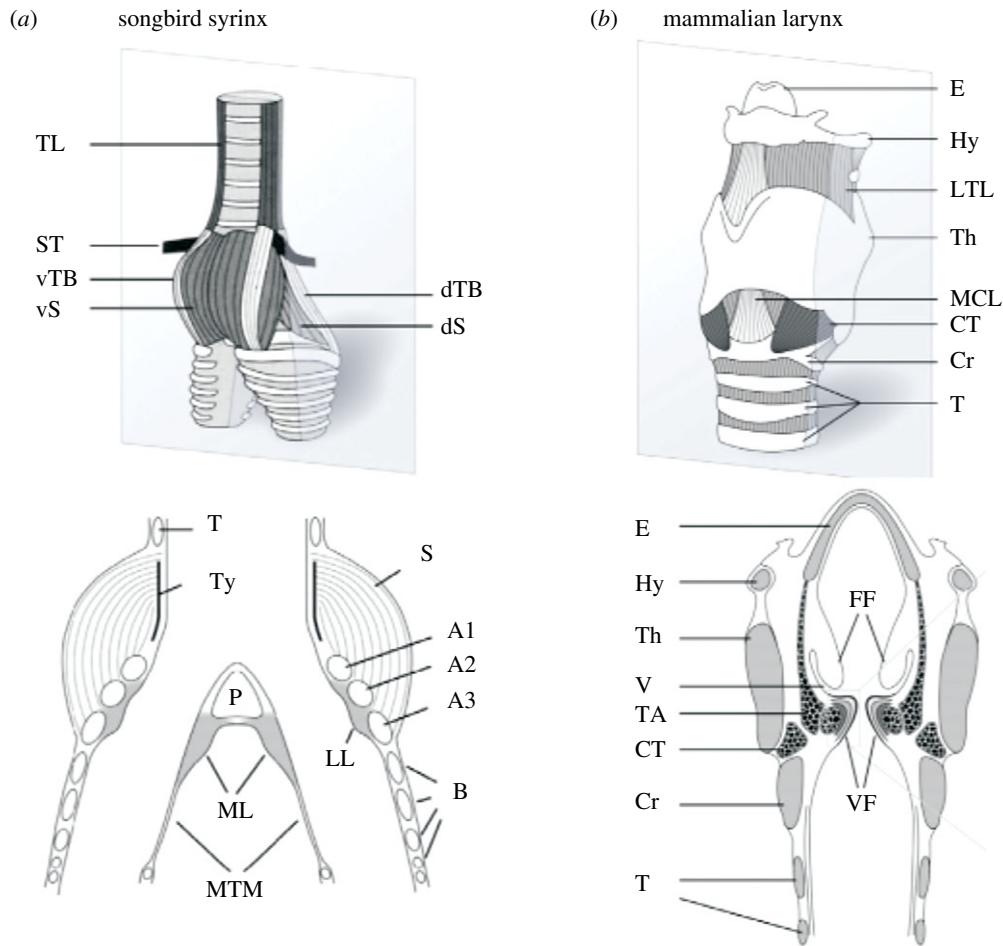 (a) songbird syrinx
TL
ST
vTB
vS
dTB
dS
T
Ty
S
A1
A2
A3
P
LL
ML
B
MTM
(b) mammalian larynx
E
Hy
LTL
Th
MCL
CT
Cr
T
E
Hy
FF
Th
V
TA
CT
Cr
VF
T